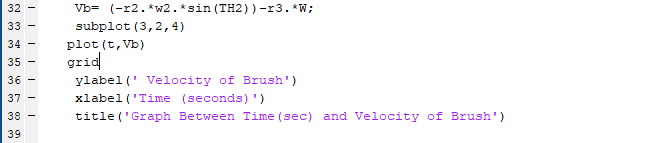 32 - Vb= (-r2.*w2.*sin(TH2))-r3.*W;
33 - subplot(3,2,4)
34 - plot(t,Vb)
35 - grid
36 - ylabel(' Velocity of Brush')
37 - xlabel('Time (seconds)')
38 - title('Graph Between Time(sec) and Velocity of Brush')
39